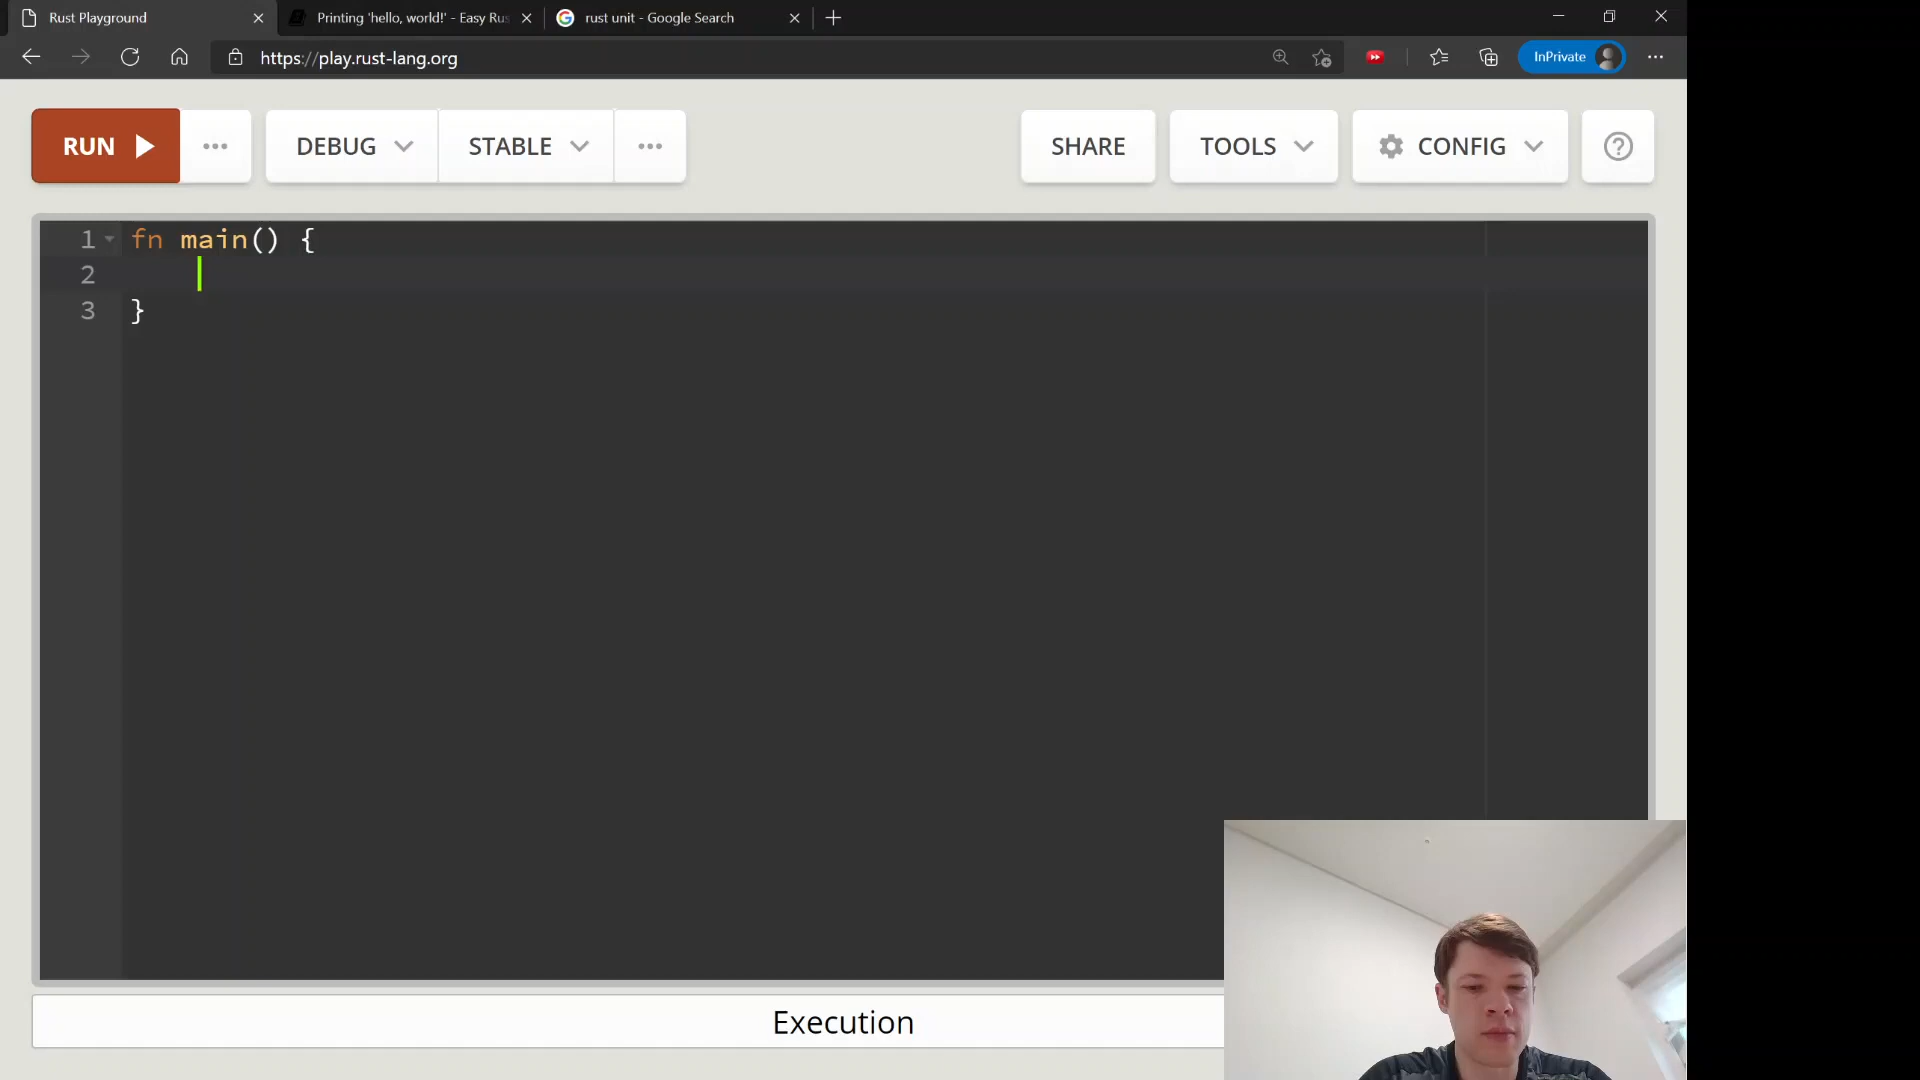 Rust Playground
Printing 'hello, world!' - Easy Rus
rust unit - Google Search
https://play.rust-lang.org
InPrivate
RUN
DEBUG
STABLE
SHARE
TOOLS
CONFIG
1 fn main() {
2
3 }
Execution